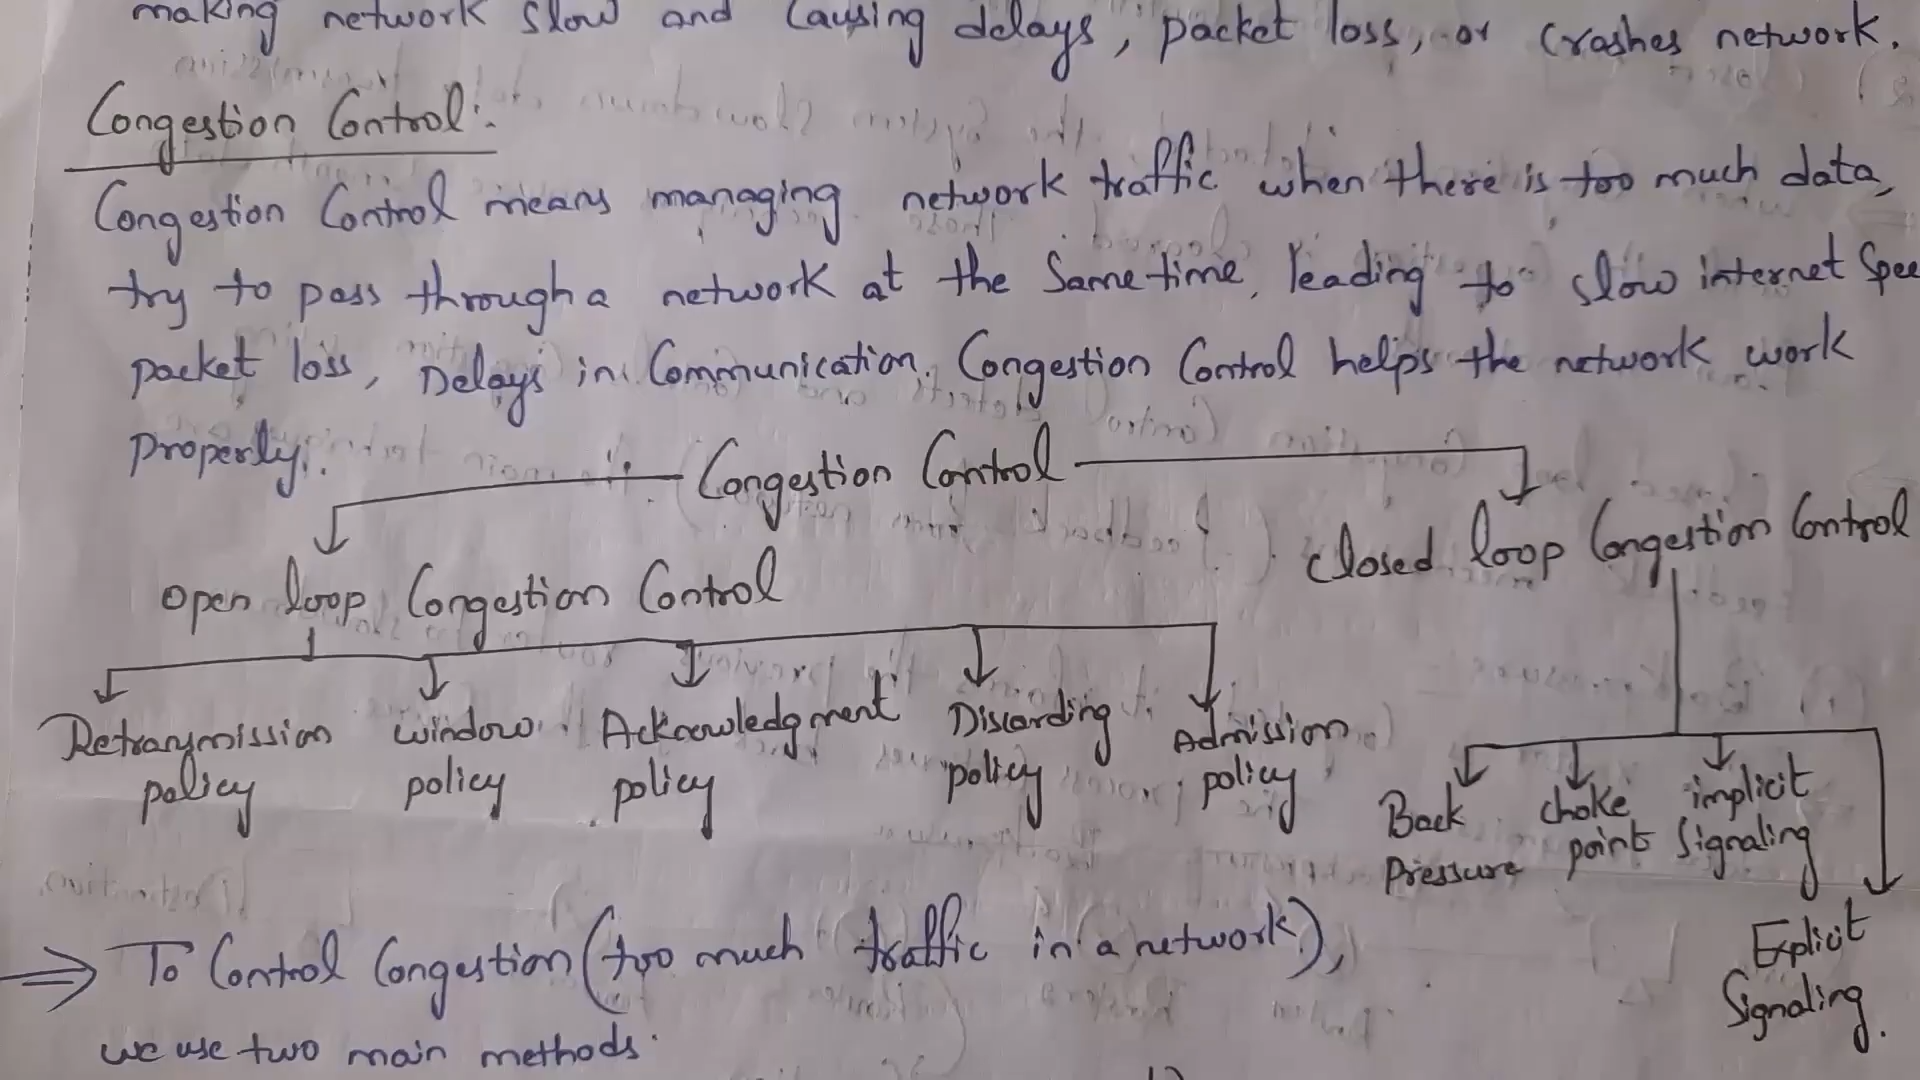 making network slow and causing delays, packet loss, or crashes network.
Congestion Control:
Congestion Control means managing network traffic when there is too much data,
try to pass through a network at the same time, leading to slow internet Spee
packet loss, Delays in Communication. Congestion Control helps the network work
properly.
Congestion Control
Open loop Congestion Control
Closed loop Congestion Control
Retransmission policy
window policy
Acknowledgment policy
Discarding policy
Admission policy
Back Pressure
choke point
implicit Signaling
Explicit Signaling.
⇒ To Control Congestion (too much traffic in a network),
we use two main methods.